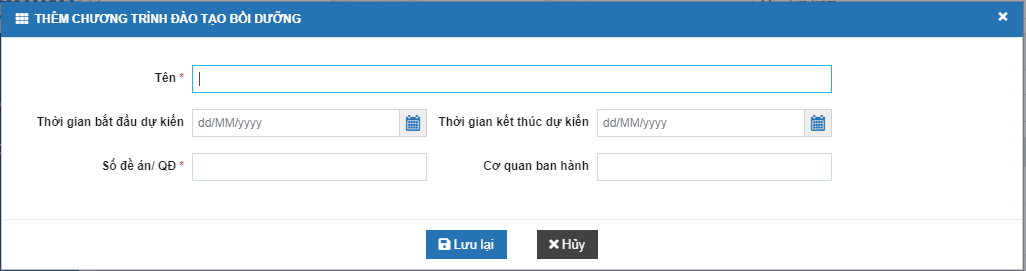 THÊM CHƯƠNG TRÌNH ĐÀO TẠO BỒI DƯỠNG
Tên *
Thời gian bắt đầu dự kiến dd/MM/yyyy Thời gian kết thúc dự kiến dd/MM/yyyy
Số đề án/ QĐ * Cơ quan ban hành
Lưu lại Hủy